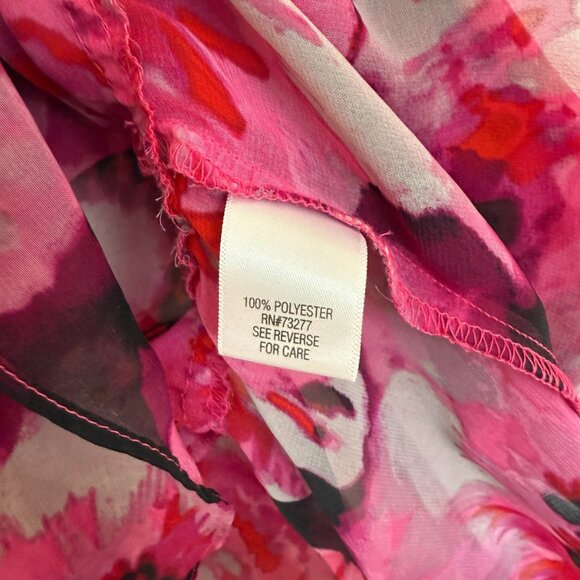 100% POLYESTER
RN#73277
SEE REVERSE
FOR CARE